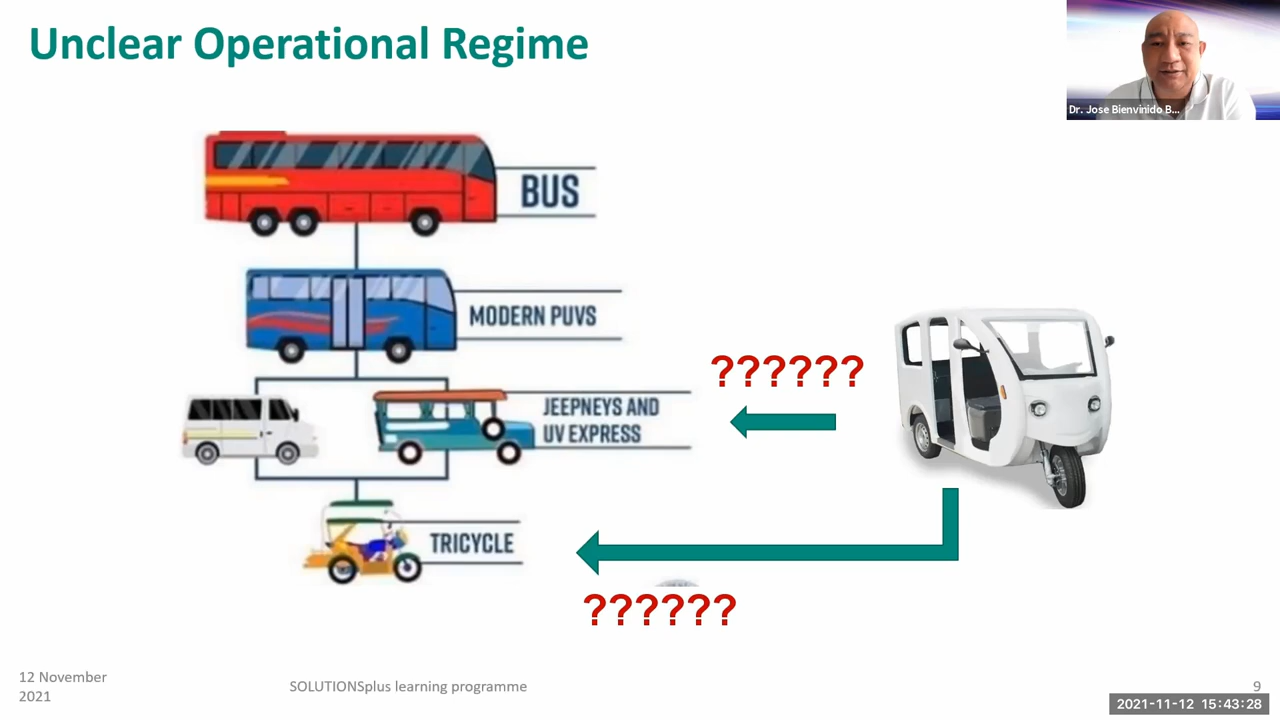 Unclear Operational Regime
Dr. Jose Bienvinido B...
BUS
MODERN PUVS
JEEPNEYS AND
UV EXPRESS
??????
TRICYCLE
??????
12 November
2021
SOLUTIONSplus learning programme
9
2021-11-12 15:43:28